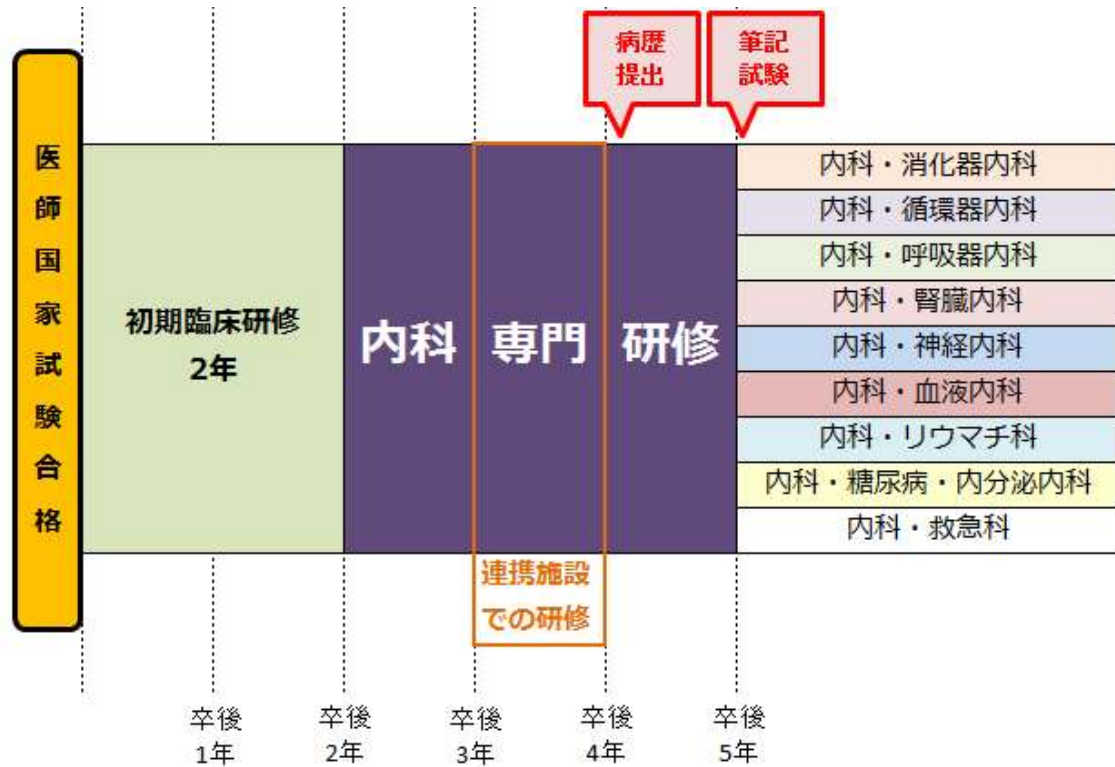 病歴
提出
筆記
試験
医師国家試験合格
初期臨床研修
2年
内科 専門 研修
連携施設
での研修
内科・消化器内科
内科・循環器内科
内科・呼吸器内科
内科・腎臓内科
内科・神経内科
内科・血液内科
内科・リウマチ科
内科・糖尿病・内分泌内科
内科・救急科
卒後
1年
卒後
2年
卒後
3年
卒後
4年
卒後
5年